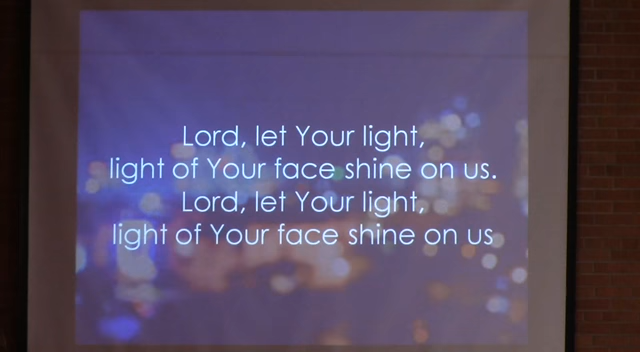 Lord, let Your light,
light of Your face shine on us.
Lord, let Your light,
light of Your face shine on us